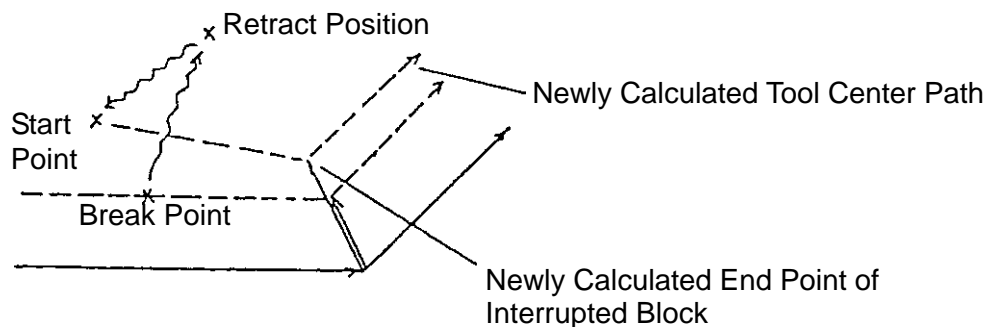 Retract Position
Newly Calculated Tool Center Path
Start
Point
Break Point
Newly Calculated End Point of
Interrupted Block